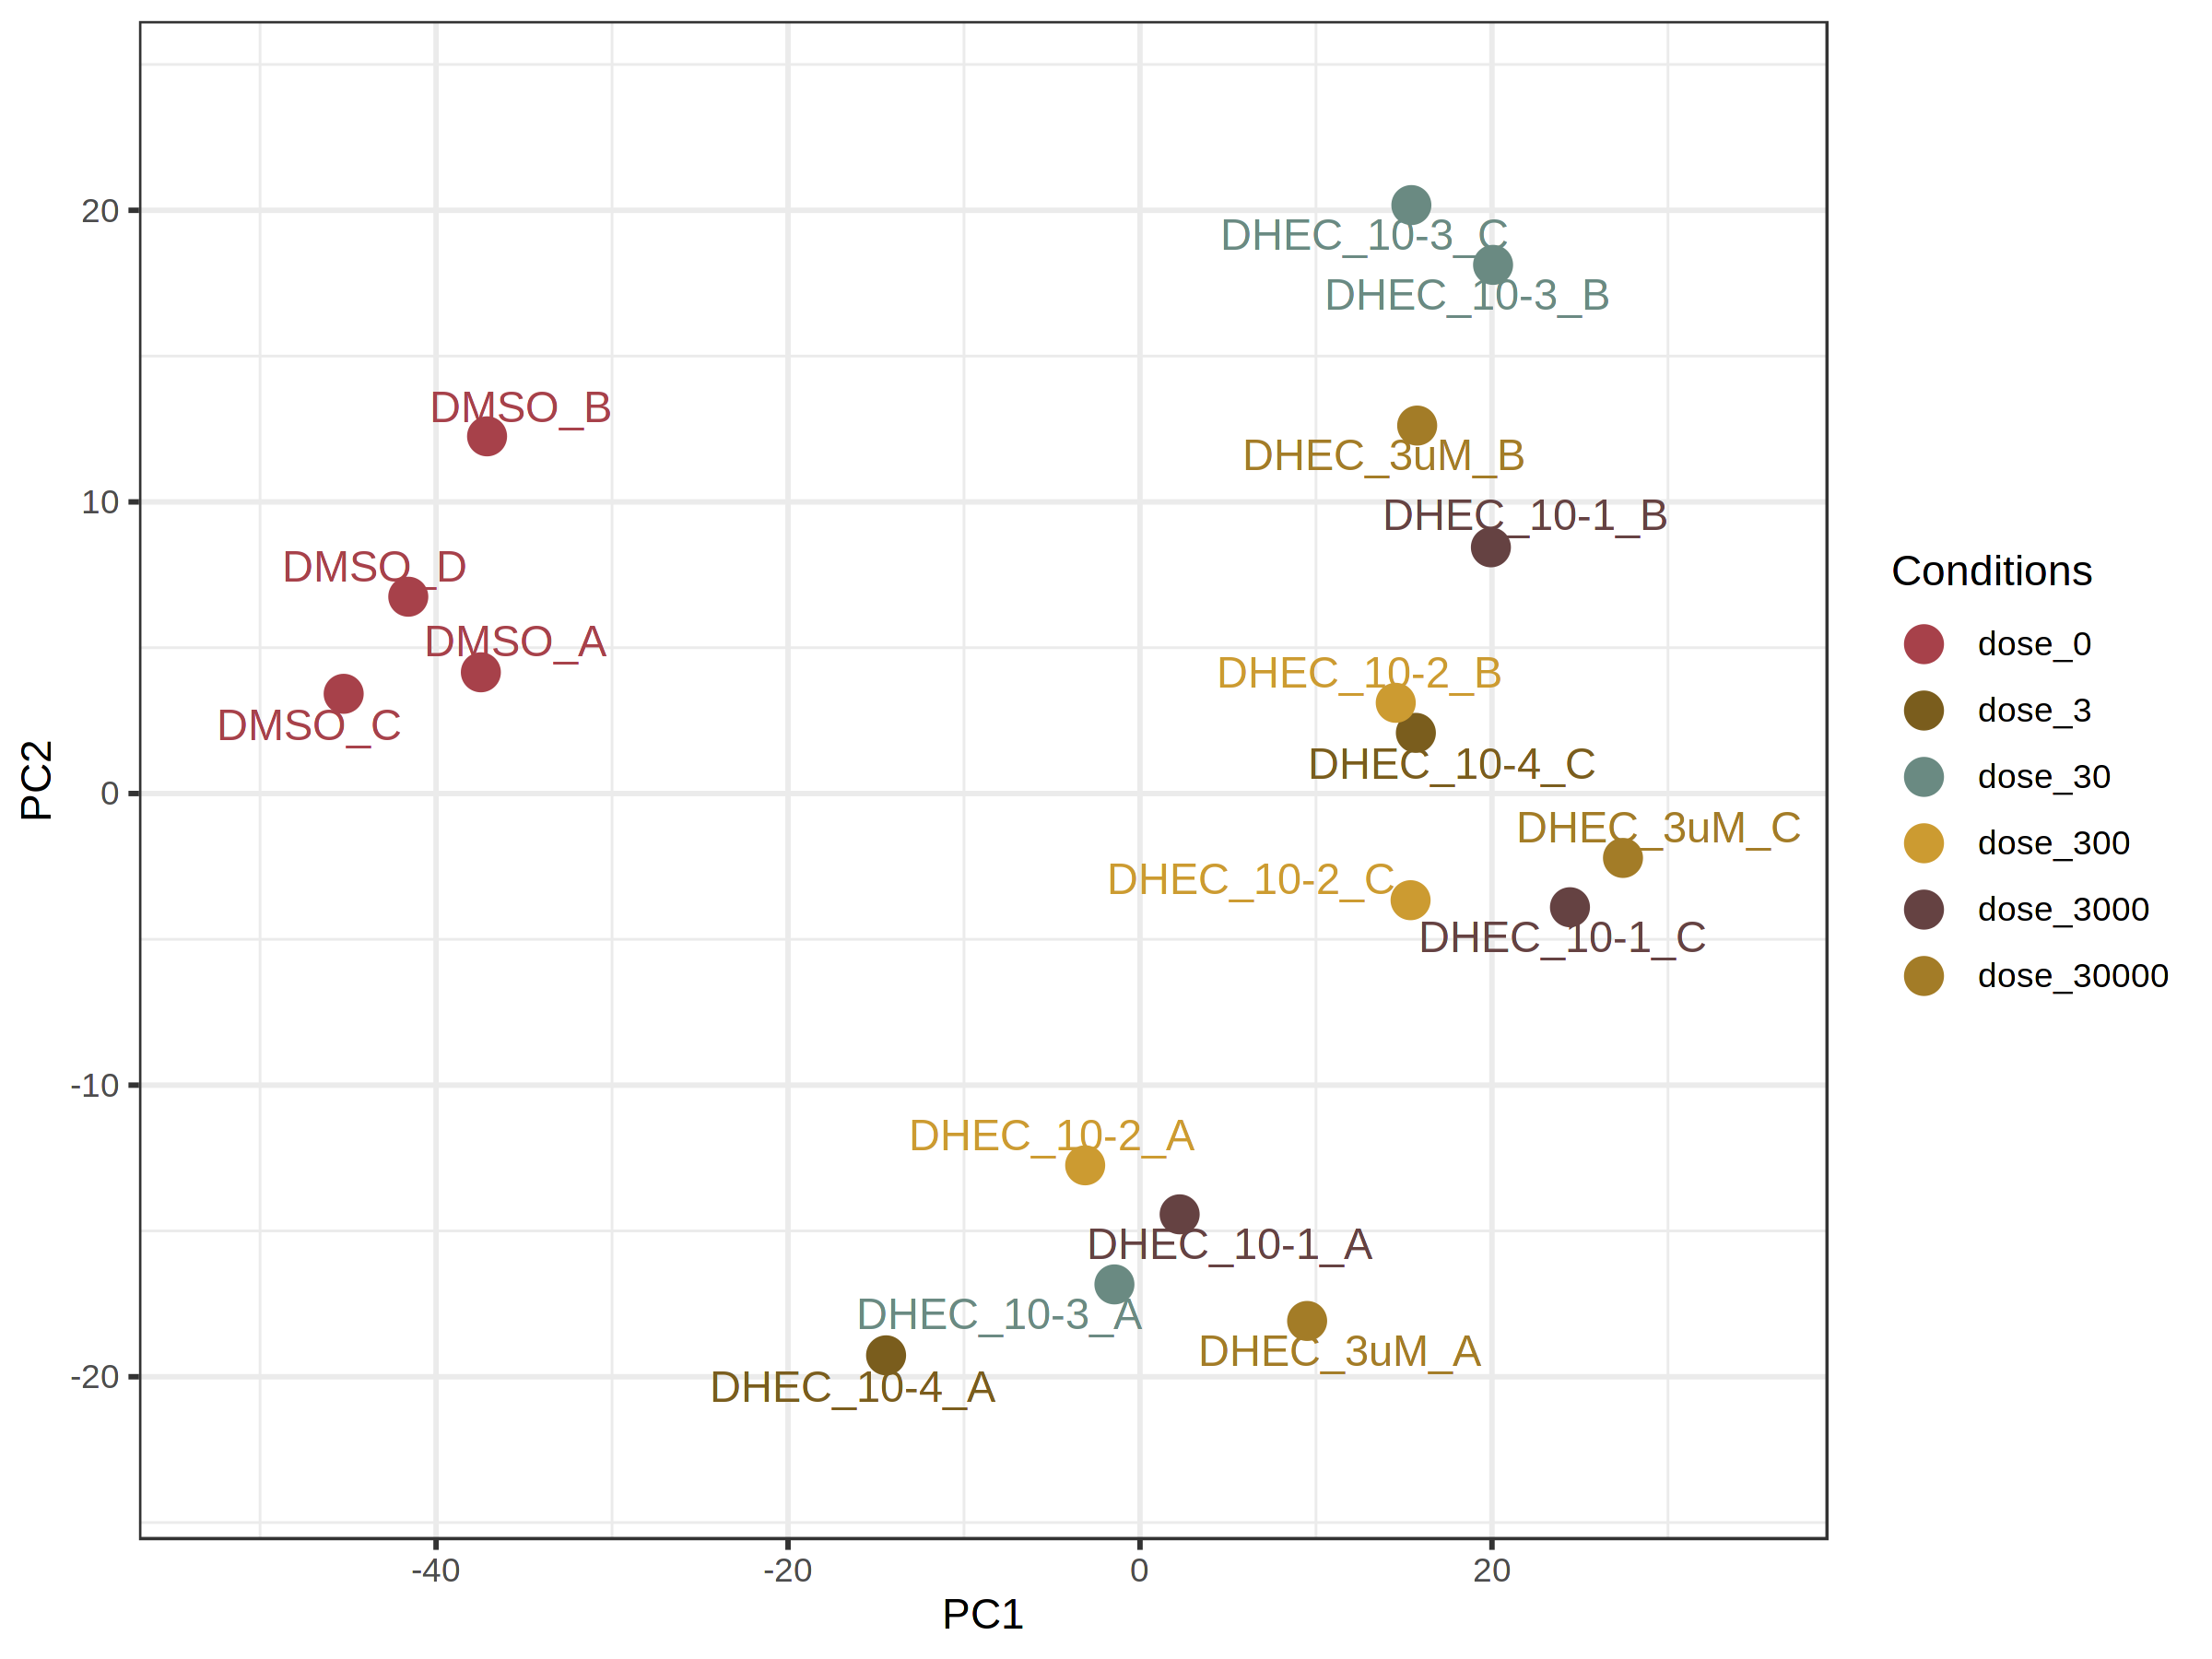 DHEC_10-3_C
DHEC_10-3_B
DMSO_B
DHEC_3uM_B
DHEC_10-1_B
DMSO_D
DMSO_A
DHEC_10-2_B
DMSO_C
DHEC_10-4_C
DHEC_3uM_C
DHEC_10-2_C
DHEC_10-1_C
DHEC_10-2_A
DHEC_10-1_A
DHEC_10-3_A
DHEC_3uM_A
DHEC_10-4_A
20
10
0
-10
-20
PC2
-40
-20
0
20
PC1
Conditions
dose_0
dose_3
dose_30
dose_300
dose_3000
dose_30000